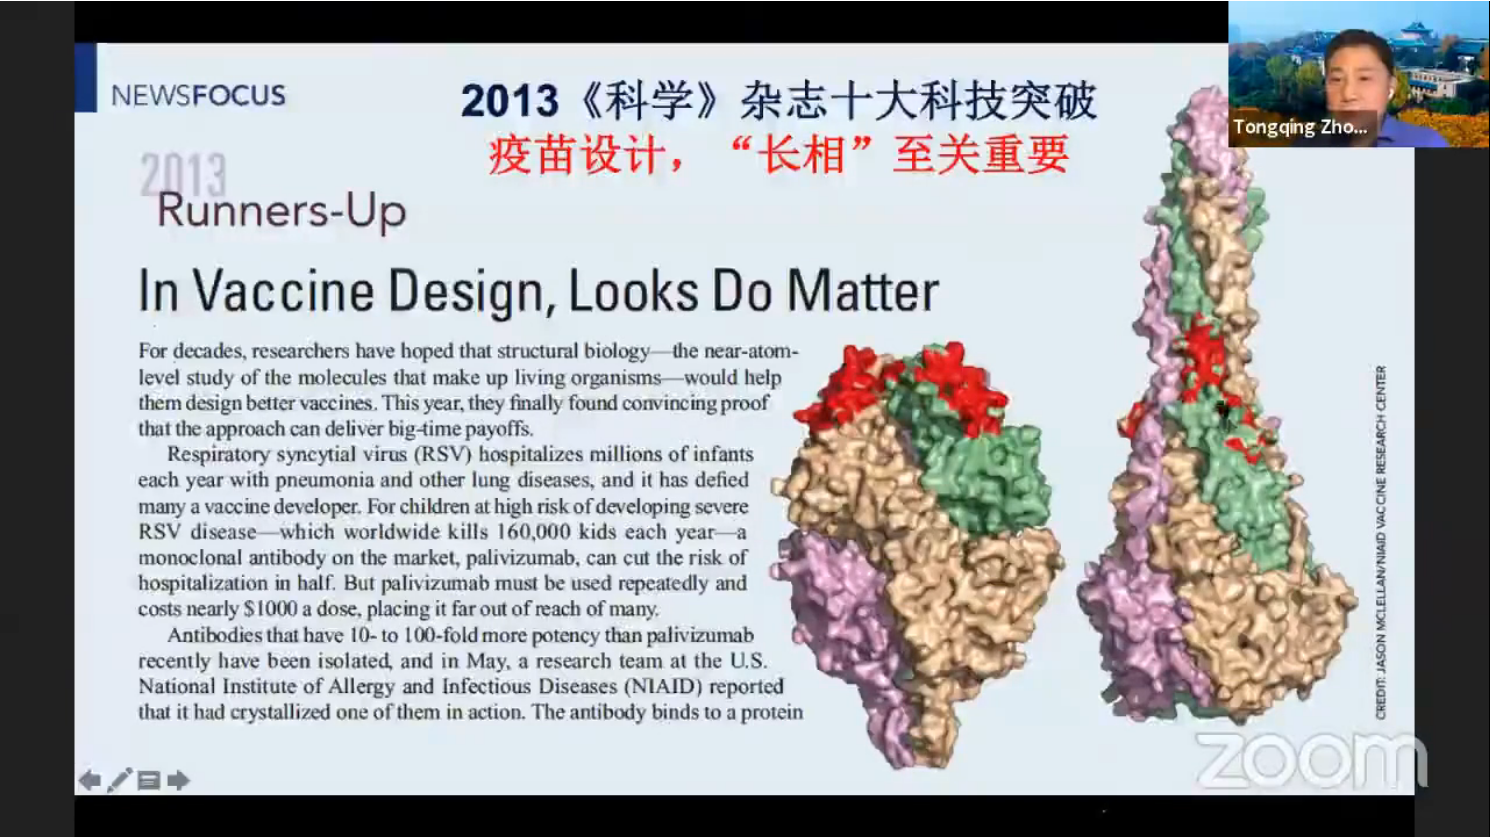 NEWSFOCUS
2013《科学》杂志十大科技突破
疫苗设计，“长相”至关重要
Tongqing Zho...
2013
Runners-Up
In Vaccine Design, Looks Do Matter
For decades, researchers have hoped that structural biology—the near-atom-
level study of the molecules that make up living organisms—would help
them design better vaccines. This year, they finally found convincing proof
that the approach can deliver big-time payoffs.
Respiratory syncytial virus (RSV) hospitalizes millions of infants
each year with pneumonia and other lung diseases, and it has defied
many a vaccine developer. For children at high risk of developing severe
RSV disease—which worldwide kills 160,000 kids each year—a
monoclonal antibody on the market, palivizumab, can cut the risk of
hospitalization in half. But palivizumab must be used repeatedly and
costs nearly $1000 a dose, placing it far out of reach of many.
Antibodies that have 10- to 100-fold more potency than palivizumab
recently have been isolated, and in May, a research team at the U.S.
National Institute of Allergy and Infectious Diseases (NIAID) reported
that it had crystallized one of them in action. The antibody binds to a protein
CREDIT: JASON MCLELLAN/NIAID VACCINE RESEARCH CENTER
zoom